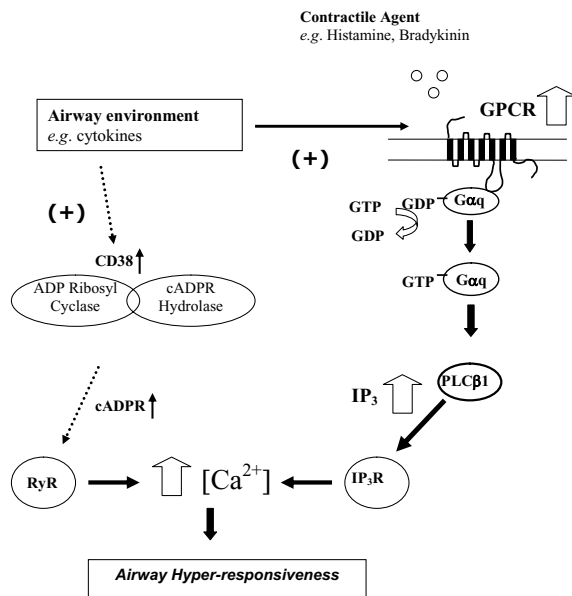 Contractile Agent
e.g. Histamine, Bradykinin
Airway environment
e.g. cytokines
GPCR
(+)
(+)
GTP
GDP
GDP
Gαq
CD38
ADP Ribosyl
Cyclase
cADPR
Hydrolase
GTP
Gαq
cADPR
IP₃
PLCβ1
RyR
[Ca²⁺]
IP₃R
Airway Hyper-responsiveness